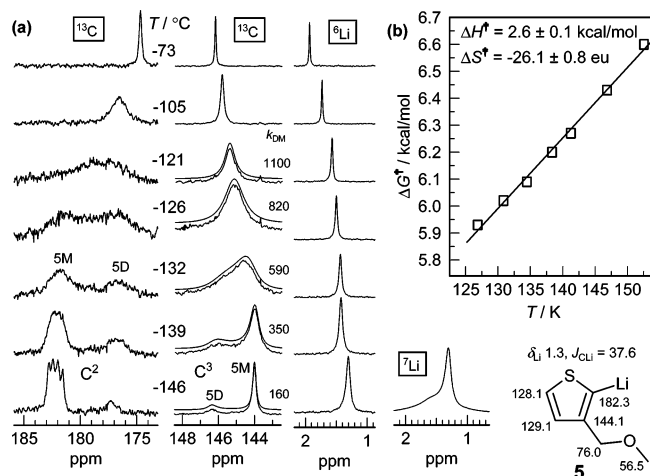 (a)
¹³C
T / °C
¹³C
⁶Li
-73
-105
k_DM
-121
1100
-126
820
5M
5D
-132
590
-139
350
C²
-146
C³
5D
5M
160
185 180 175
ppm
148 146 144
ppm
2 1
ppm
⁷Li
2 1
ppm
(b)
ΔH‡ = 2.6 ± 0.1 kcal/mol
ΔS‡ = -26.1 ± 0.8 eu
ΔG‡ / kcal/mol
6.7
6.6
6.5
6.4
6.3
6.2
6.1
6.0
5.9
5.8
125 130 135 140 145 150
T / K
δ_Li 1.3, J_CLi = 37.6
S
Li
128.1
182.3
129.1
144.1
O
76.0
56.5
5